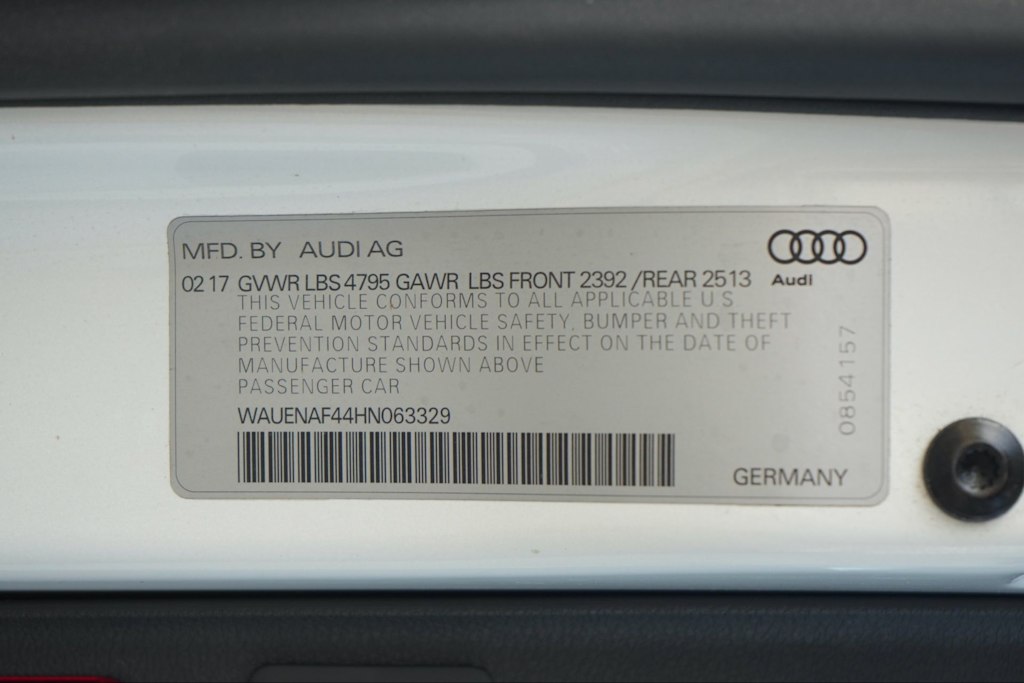 MFD. BY AUDI AG
02 17 GVWR LBS 4795 GAWR LBS FRONT 2392 /REAR 2513
Audi
THIS VEHICLE CONFORMS TO ALL APPLICABLE U S
FEDERAL MOTOR VEHICLE SAFETY, BUMPER AND THEFT
PREVENTION STANDARDS IN EFFECT ON THE DATE OF
MANUFACTURE SHOWN ABOVE
PASSENGER CAR
WAUENAF44HN063329
0854157
GERMANY